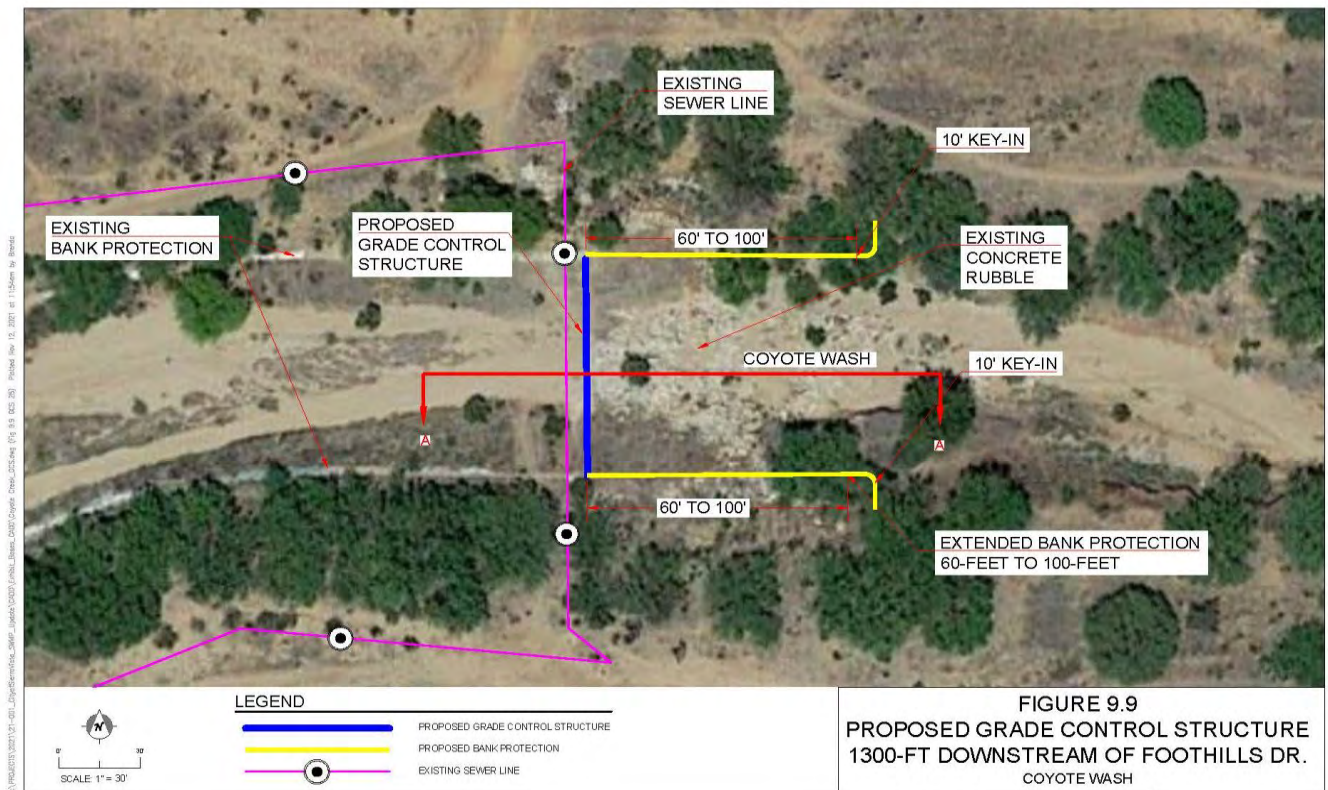 EXISTING
SEWER LINE
10' KEY-IN
EXISTING
BANK PROTECTION
PROPOSED
GRADE CONTROL
STRUCTURE
60' TO 100'
EXISTING
CONCRETE
RUBBLE
COYOTE WASH
10' KEY-IN
A
A
60' TO 100'
EXTENDED BANK PROTECTION
60-FEET TO 100-FEET
LEGEND
PROPOSED GRADE CONTROL STRUCTURE
PROPOSED BANK PROTECTION
EXISTING SEWER LINE
N
0' 30'
SCALE: 1" = 30'
FIGURE 9.9
PROPOSED GRADE CONTROL STRUCTURE
1300-FT DOWNSTREAM OF FOOTHILLS DR.
COYOTE WASH